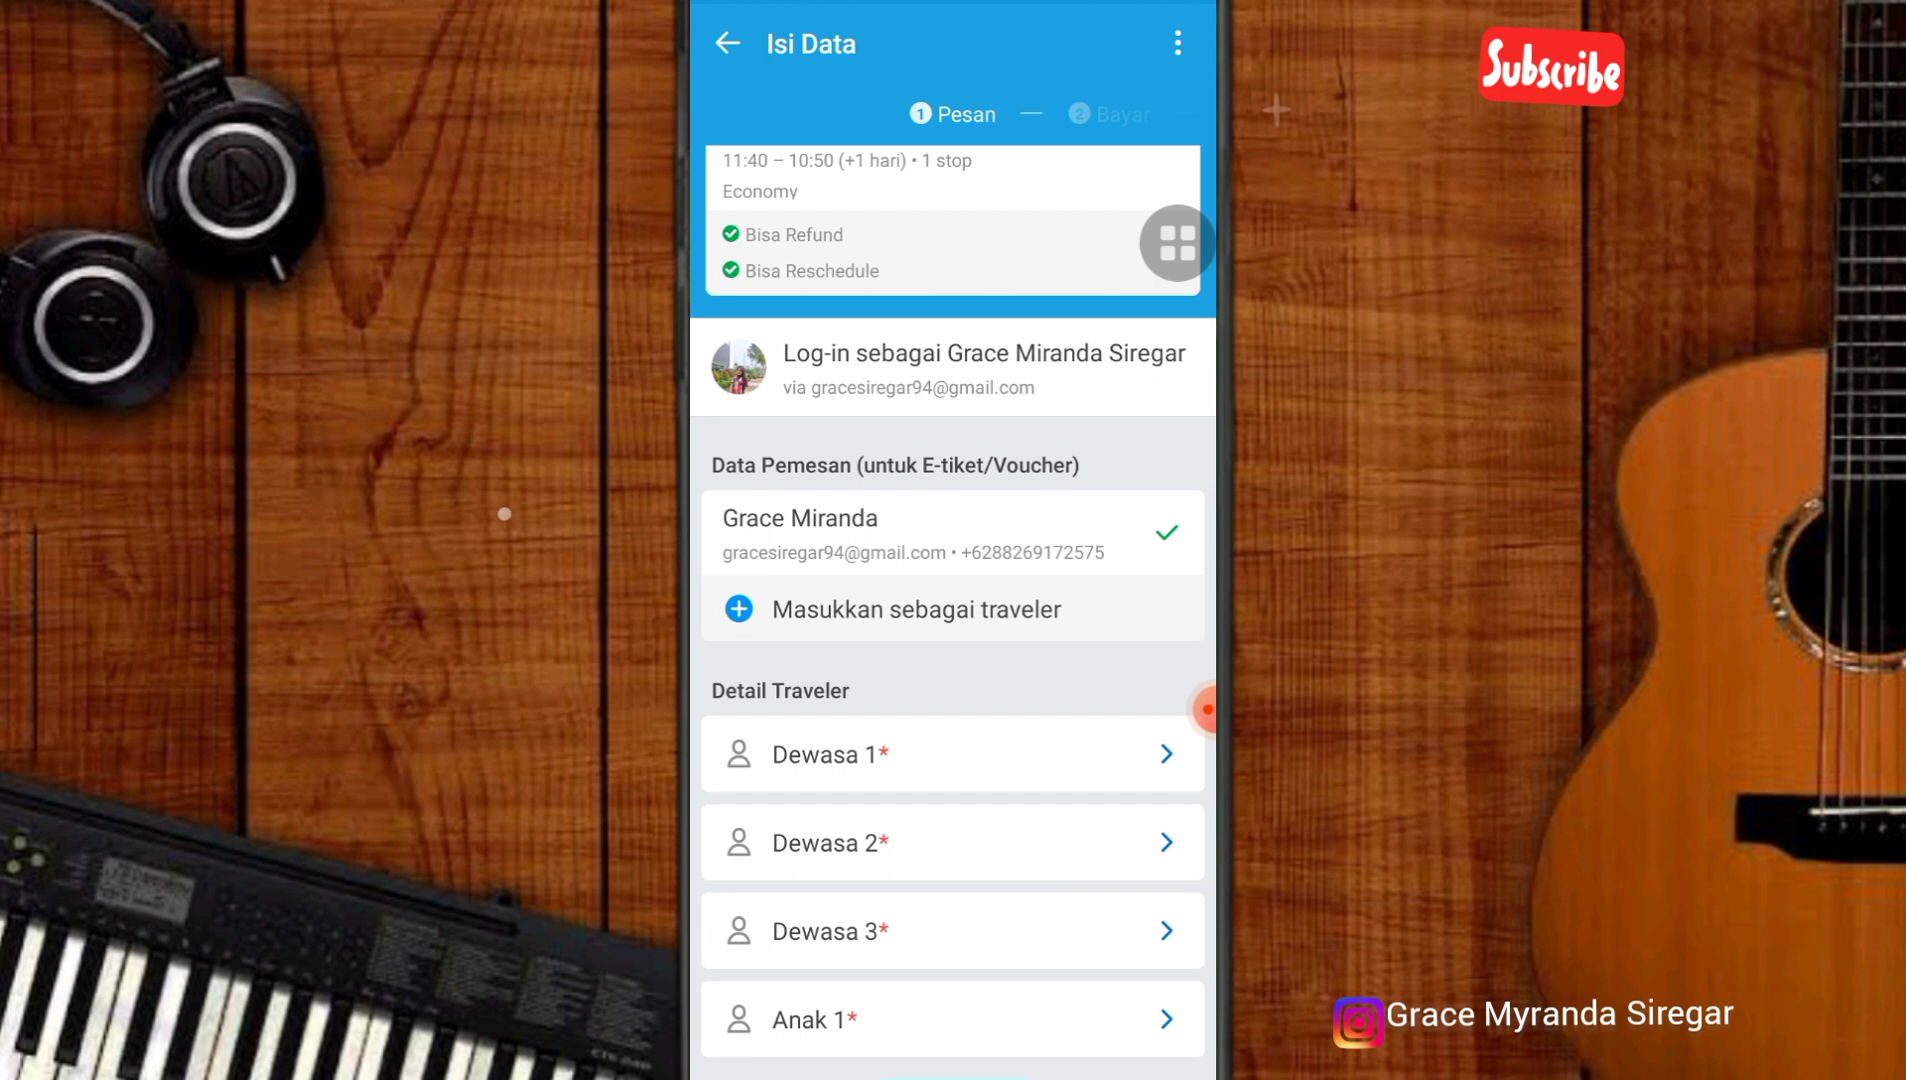 Isi Data
1 Pesan — 2 Bayar
11:40 – 10:50 (+1 hari) • 1 stop
Economy
Bisa Refund
Bisa Reschedule
Log-in sebagai Grace Miranda Siregar
via gracesiregar94@gmail.com
Data Pemesan (untuk E-tiket/Voucher)
Grace Miranda
gracesiregar94@gmail.com • +6288269172575
Masukkan sebagai traveler
Detail Traveler
Dewasa 1*
Dewasa 2*
Dewasa 3*
Anak 1*
Subscribe
Grace Myranda Siregar